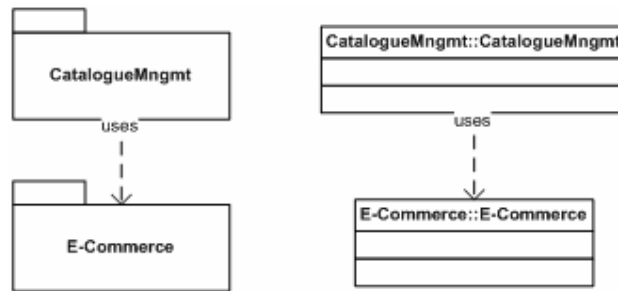 CatalogueMngmt
uses
E-Commerce
CatalogueMngmt::CatalogueMngmt
uses
E-Commerce::E-Commerce